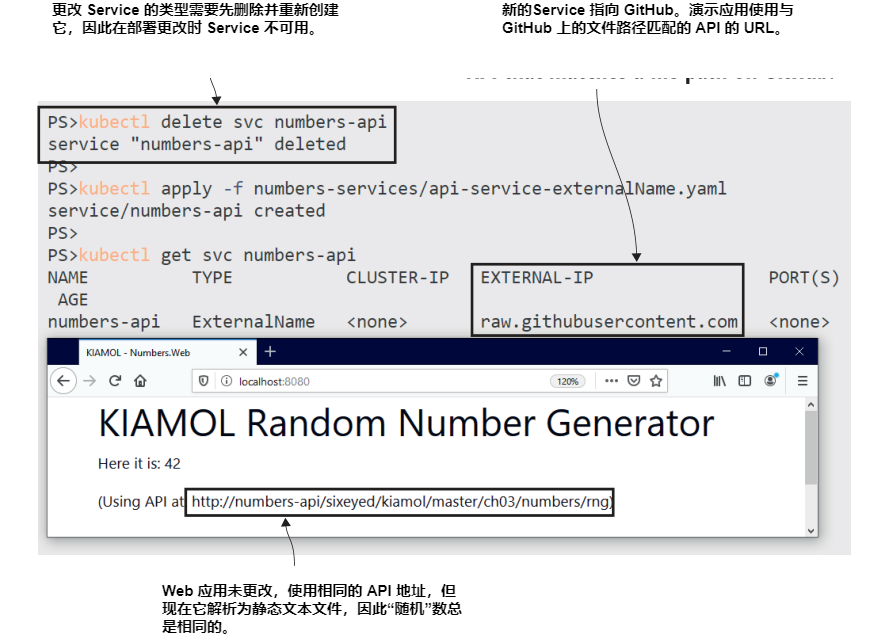 更改 Service 的类型需要先删除并重新创建
它，因此在部署更改时 Service 不可用。
新的Service 指向 GitHub。演示应用使用与
GitHub 上的文件路径匹配的 API 的 URL。
PS>kubectl delete svc numbers-api
service "numbers-api" deleted
PS>
PS>kubectl apply -f numbers-services/api-service-externalName.yaml
service/numbers-api created
PS>
PS>kubectl get svc numbers-api
NAME TYPE CLUSTER-IP EXTERNAL-IP PORT(S)
AGE
numbers-api ExternalName <none> raw.githubusercontent.com <none>
KIAMOL - Numbers.Web
localhost:8080 120%
KIAMOL Random Number Generator
Here it is: 42
(Using API at http://numbers-api/sixeyed/kiamol/master/ch03/numbers/rng)
Web 应用未更改，使用相同的 API 地址，但
现在它解析为静态文本文件，因此“随机”数总
是相同的。